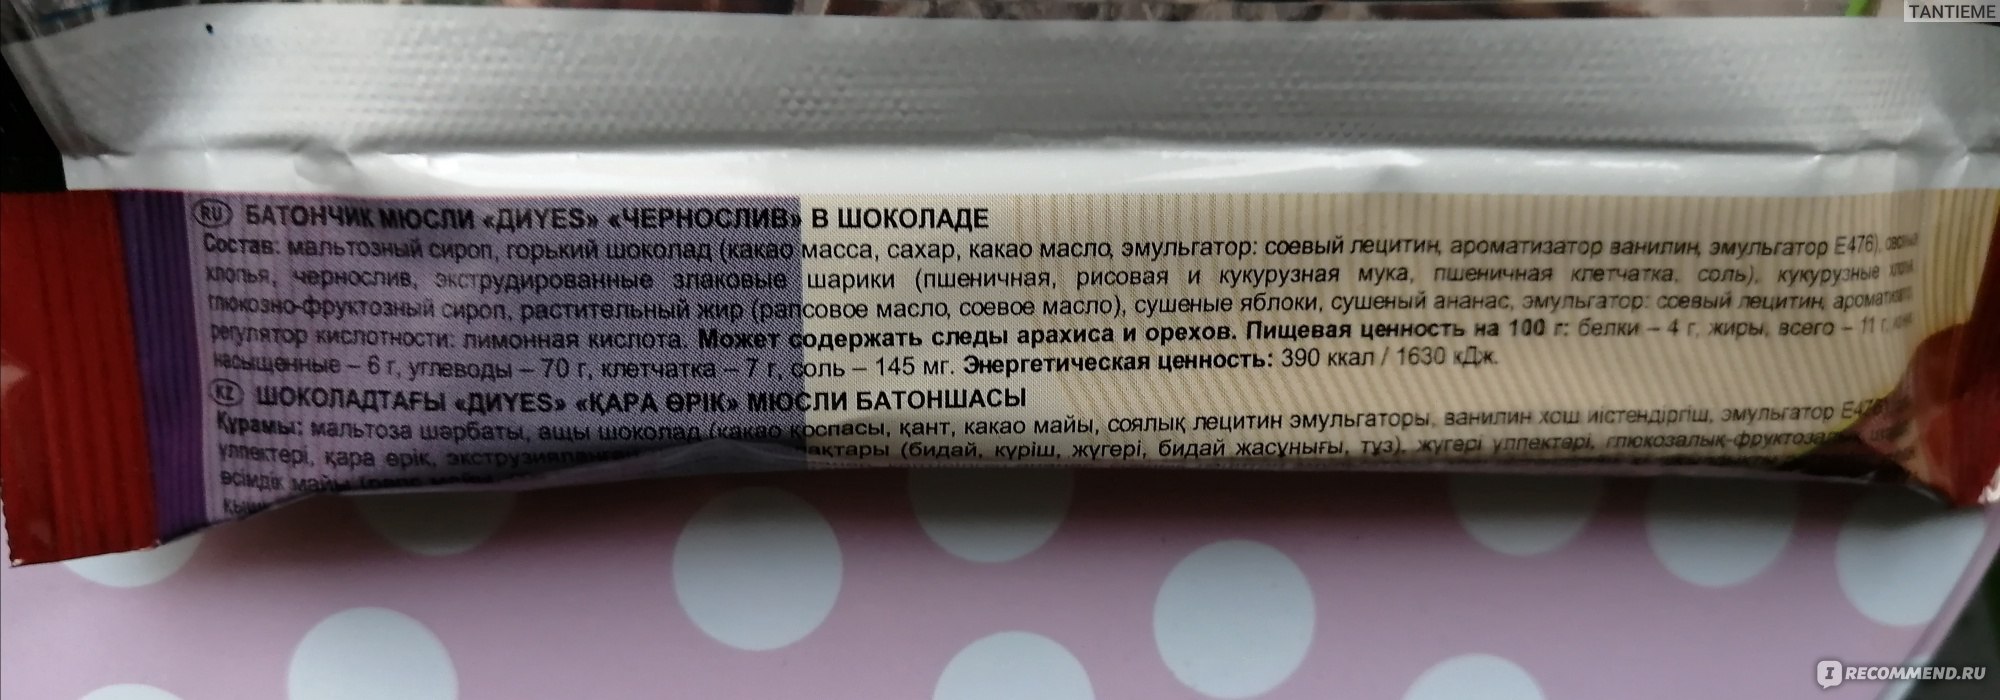 TANTIEME
RU БАТОНЧИК МЮСЛИ «ДИYES» «ЧЕРНОСЛИВ» В ШОКОЛАДЕ
Состав: мальтозный сироп, горький шоколад (какао масса, сахар, какао масло, эмульгатор: соевый лецитин, ароматизатор ванилин, эмульгатор Е476),
хлопья, чернослив, экструдированные злаковые шарики (пшеничная, рисовая и кукурузная мука, пшеничная клетчатка, соль), кукурузные
глюкозно-фруктозный сироп, растительный жир (рапсовое масло, соевое масло), сушеные яблоки, сушеный ананас, эмульгатор: соевый лецитин,
регулятор кислотности: лимонная кислота. Может содержать следы арахиса и орехов. Пищевая ценность на 100 г: белки – 4 г, жиры, всего – 11 г,
насыщенные – 6 г, углеводы – 70 г, клетчатка – 7 г, соль – 145 мг. Энергетическая ценность: 390 ккал / 1630 кДж.
KZ ШОКОЛАДТАҒЫ «ДИYES» «ҚАРА ӨРІК» МЮСЛИ БАТОНШАСЫ
Құрамы: мальтоза шәрбаты, ащы шоколад (какао қоспасы, қант, какао майы, соялық лецитин эмульгаторы, ванилин хош иістендіргіш, эмульгатор Е476
үлпектері, қара өрік, (бидай, күріш, жүгері, бидай жасұнығы, тұз), жүгері үлпектері,
өсімдік майы
IRECOMMEND.RU